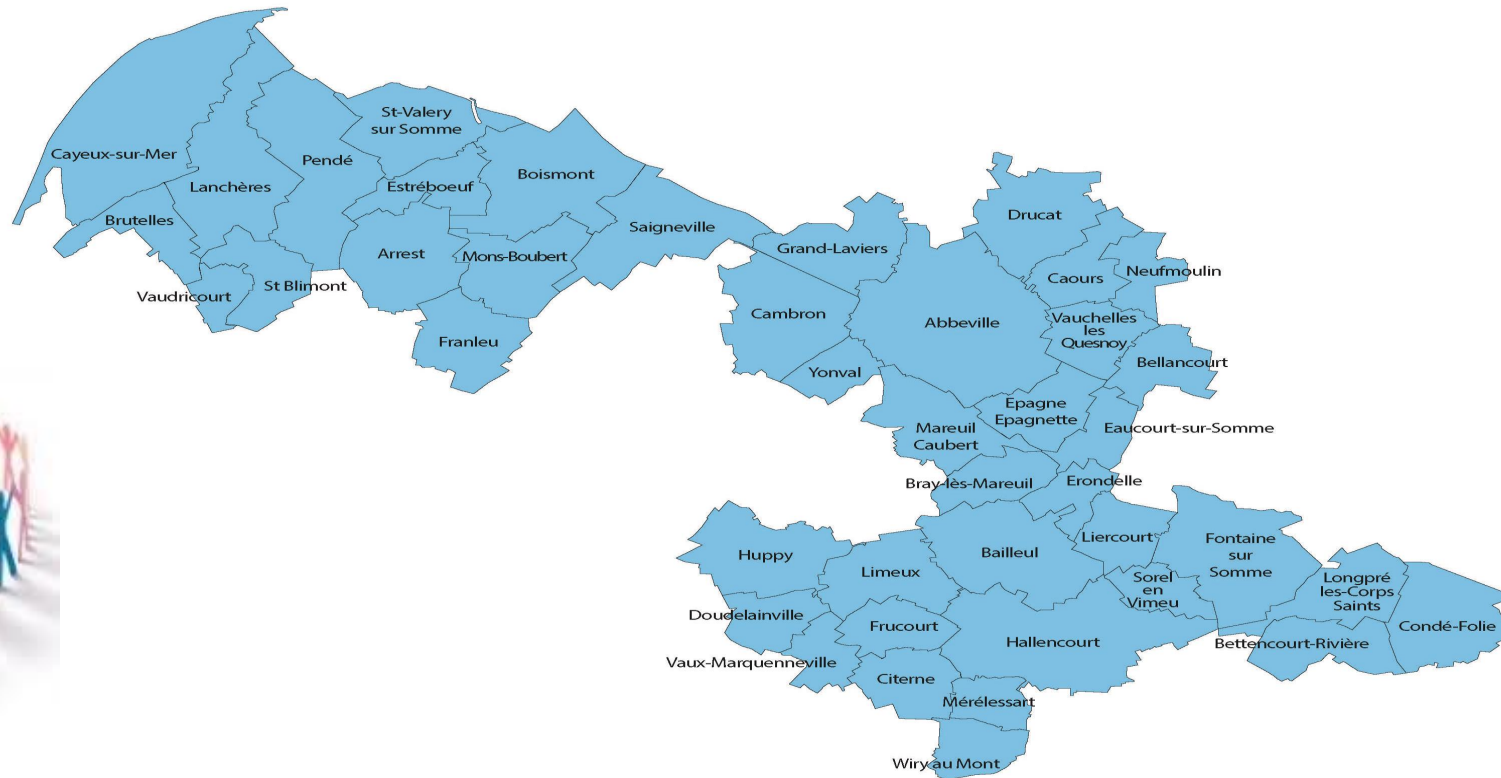 St-Valery
sur Somme
Cayeux-sur-Mer
Pendé
Boismont
Lanchères
Estréboeuf
Brutelles
Saigneville
Arrest
Mons-Boubert
Vaudricourt
St Blimont
Franleu
Drucat
Grand-Laviers
Caours
Neufmoulin
Cambron
Abbeville
Vauchelles
les
Quesnoy
Bellancourt
Yonval
Epagne
Epagnette
Mareuil
Caubert
Eaucourt-sur-Somme
Bray-lès-Mareuil
Erondelle
Huppy
Limeux
Bailleul
Liercourt
Fontaine
sur
Somme
Sorel
en
Vimeu
Longpré
les-Corps
Saints
Doudelainville
Frucourt
Hallencourt
Bettencourt-Rivière
Condé-Folie
Vaux-Marquenneville
Citerne
Mérélessart
Wiry au Mont